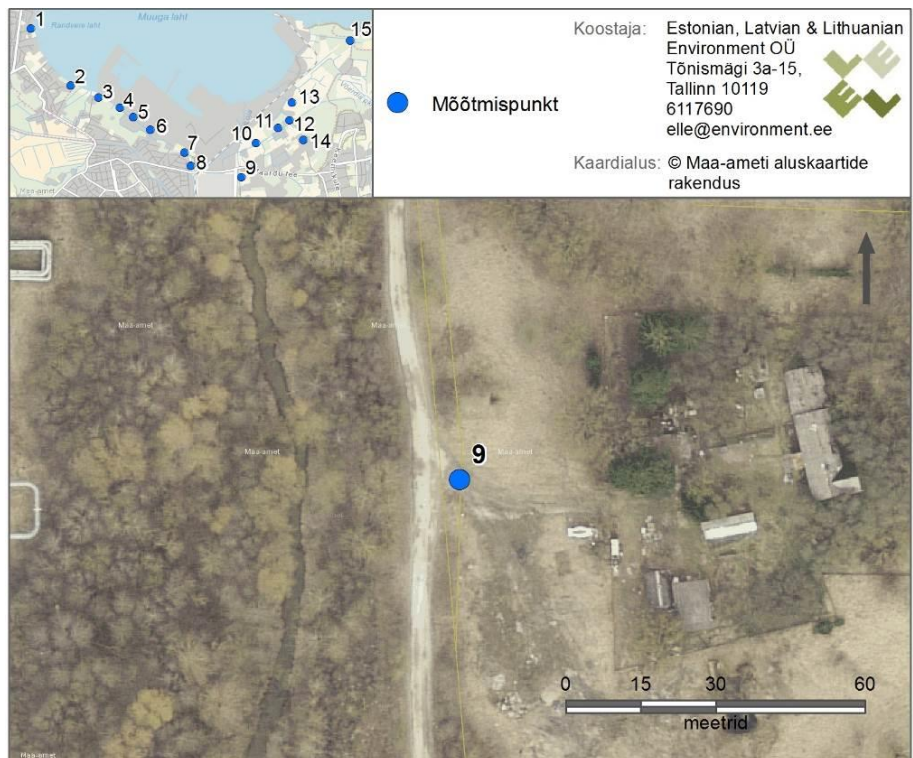 1
Randvere laht
Muuga laht
15
2
3
4
5
6
7
8
9
10
11
12
13
14
Maa-amet
Mõõtmispunkt
Koostaja:
Estonian, Latvian & Lithuanian
Environment OÜ
Tõnismägi 3a-15,
Tallinn 10119
6117690
elle@environment.ee
Kaardialus:
© Maa-ameti aluskaartide
rakendus
Maa-amet
Maa-amet
Maa-amet
Maa-amet
9
0 15 30 60
meetrid
Maa-amet